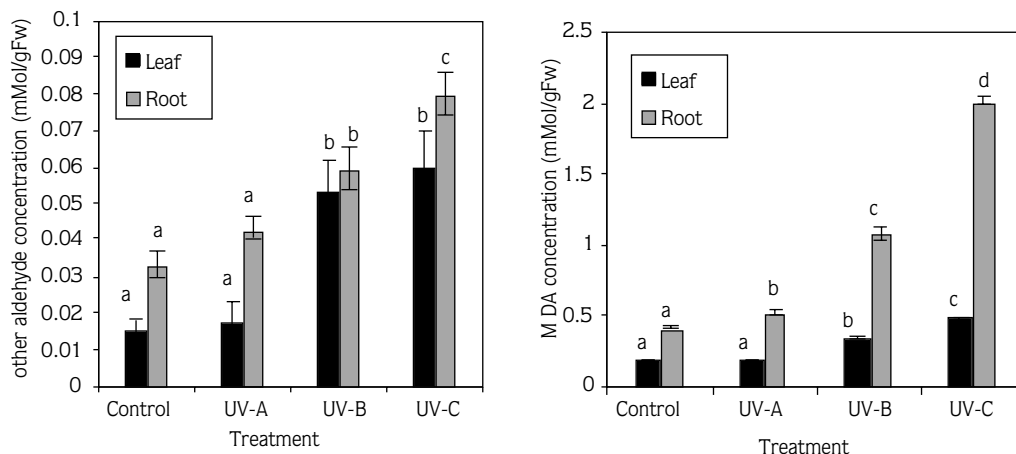 other aldehyde concentration (mMol/gFw)
0.1
0.09
0.08
0.07
0.06
0.05
0.04
0.03
0.02
0.01
0
Leaf
Root
a
a
a
a
b
b
b
c
Control
UV-A
UV-B
UV-C
Treatment
M DA concentration (mMol/gFw)
2.5
2
1.5
1
0.5
0
Leaf
Root
a
a
a
b
b
c
c
d
Control
UV-A
UV-B
UV-C
Treatment